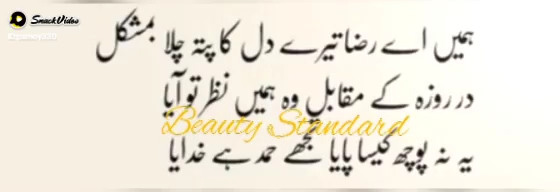 SnackVideo
ہمیں اے رضا تیرے دل کا پتہ چلا بمشکل
در روزہ کے مقابل وہ ہمیں نظر تو آیا
Beauty Standard
یہ نہ پوچھ کیسا پایا تجھے حمد ہے خدایا